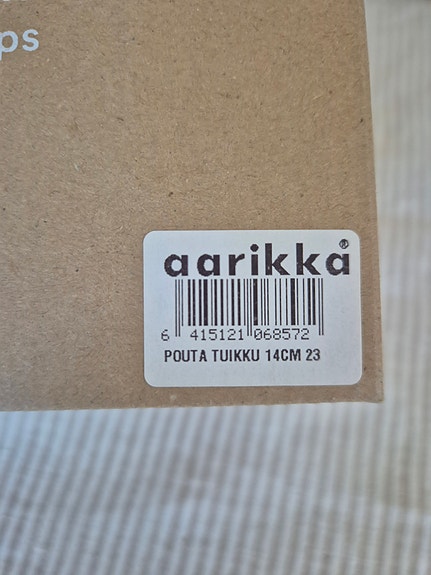 ps
aarikka®
6 415121 068572
POUTA TUIKKU 14CM 23